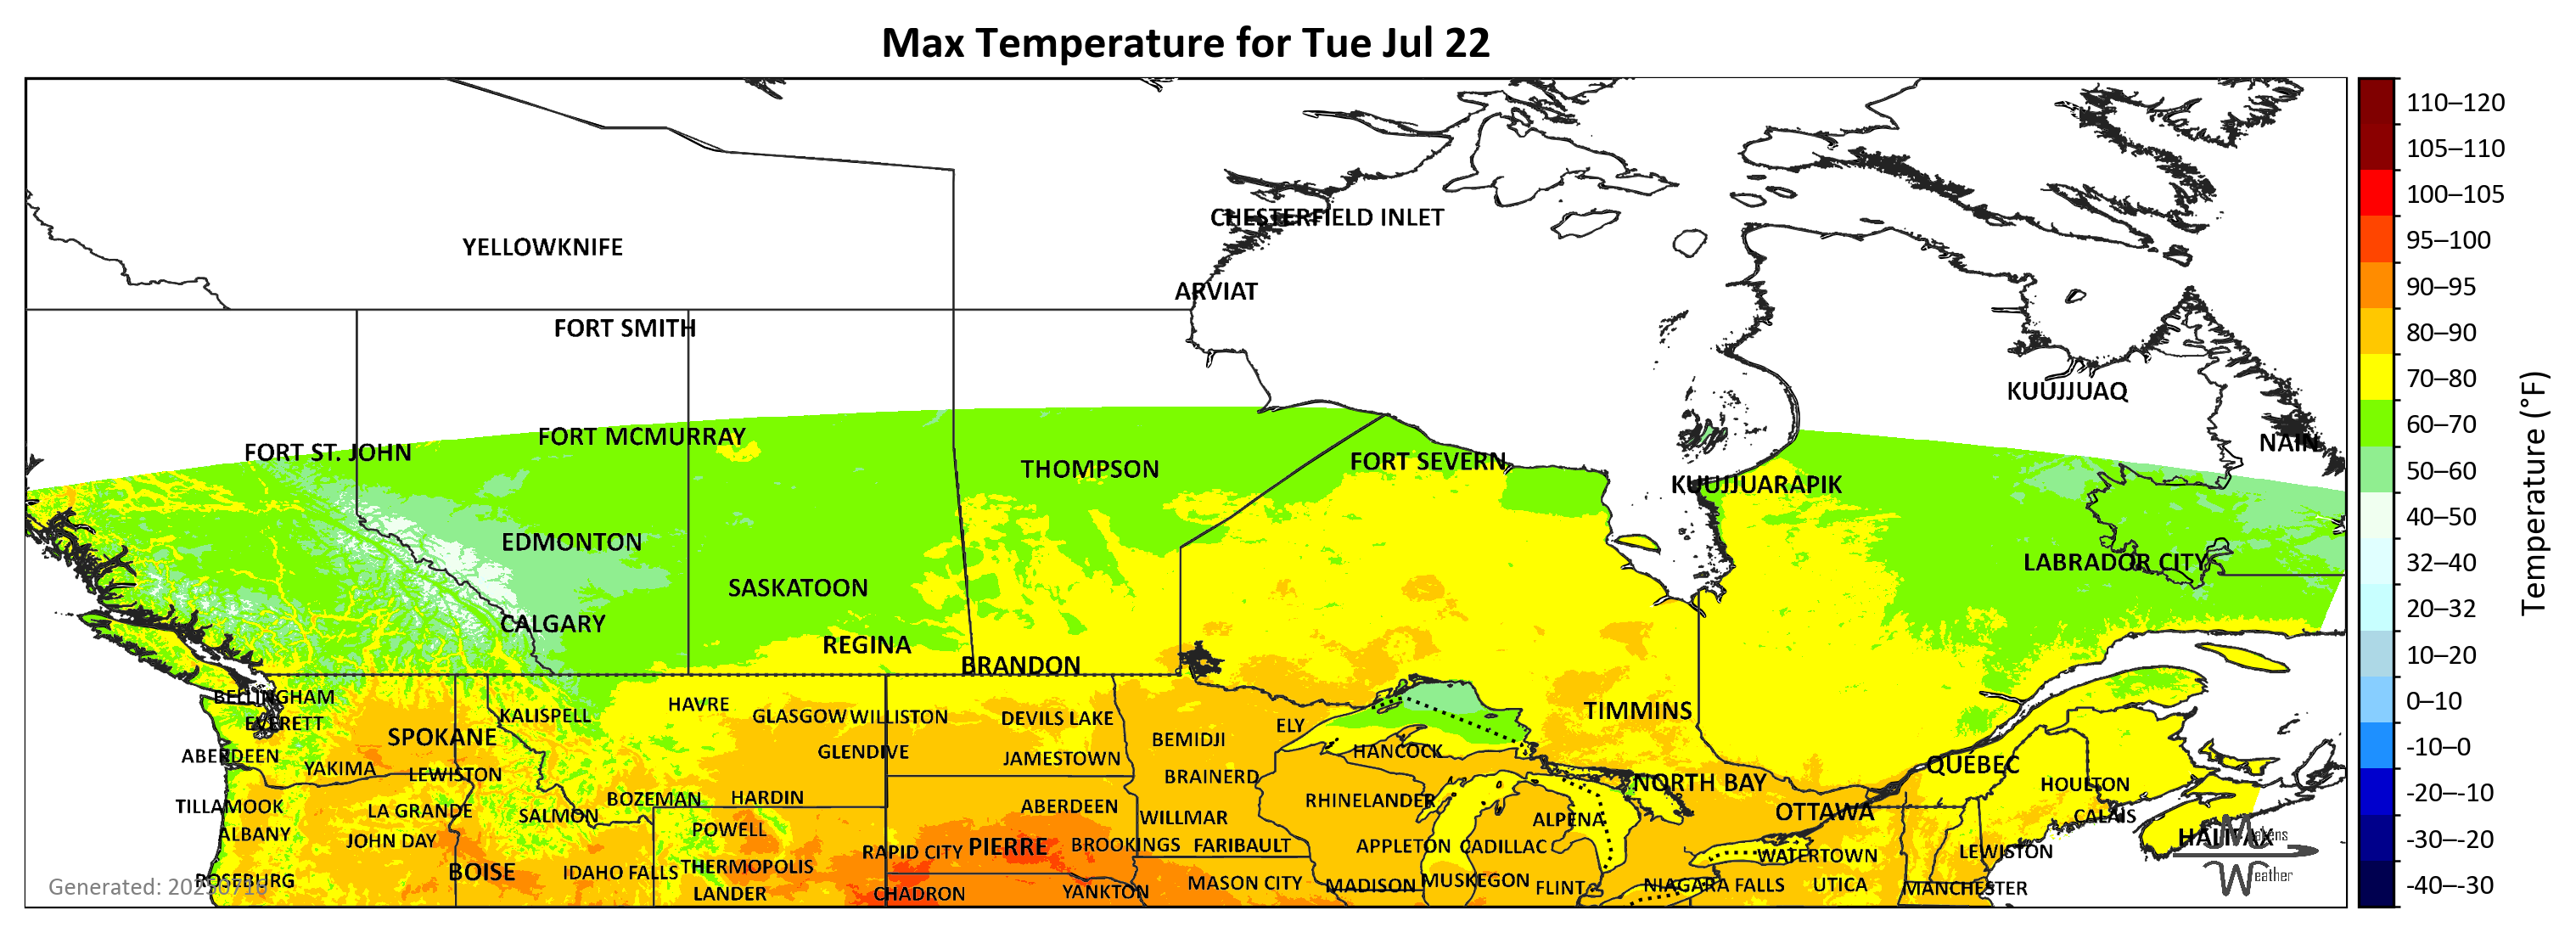 Max Temperature for Tue Jul 22
CHESTERFIELD INLET
YELLOWKNIFE
ARVIAT
FORT SMITH
KUUJJUAQ
FORT MCMURRAY
NAIN
FORT ST. JOHN
FORT SEVERN
THOMPSON
KUUJJUARAPIK
EDMONTON
LABRADOR CITY
SASKATOON
CALGARY
REGINA
BRANDON
BELLINGHAM
HAVRE
KALISPELL
GLASGOW WILLISTON
DEVILS LAKE
TIMMINS
EVERETT
ELY
SPOKANE
BEMIDJI
HANCOCK
GLENDIVE
ABERDEEN
JAMESTOWN
QUÉBEC
YAKIMA
LEWISTON
BRAINERD
NORTH BAY
HOULTON
BOZEMAN
HARDIN
RHINELANDER
TILLAMOOK
ABERDEEN
LA GRANDE
OTTAWA
SALMON
WILLMAR
CALAIS
ALPENA
POWELL
ALBANY
HALIFAX
JOHN DAY
PIERRE
BROOKINGS
FARIBAULT
APPLETON
CADILLAC
RAPID CITY
LEWISTON
WATERTOWN
THERMOPOLIS
BOISE
IDAHO FALLS
ROSEBURG
MUSKEGON
MASON CITY
MADISON
NIAGARA FALLS
UTICA
FLINT
MANCHESTER
LANDER
CHADRON
YANKTON
Generated: 20250716
Makens
Weather
110–120
105–110
100–105
95–100
90–95
80–90
70–80
60–70
50–60
40–50
32–40
20–32
10–20
0–10
-10–0
-20–-10
-30–-20
-40–-30
Temperature (°F)